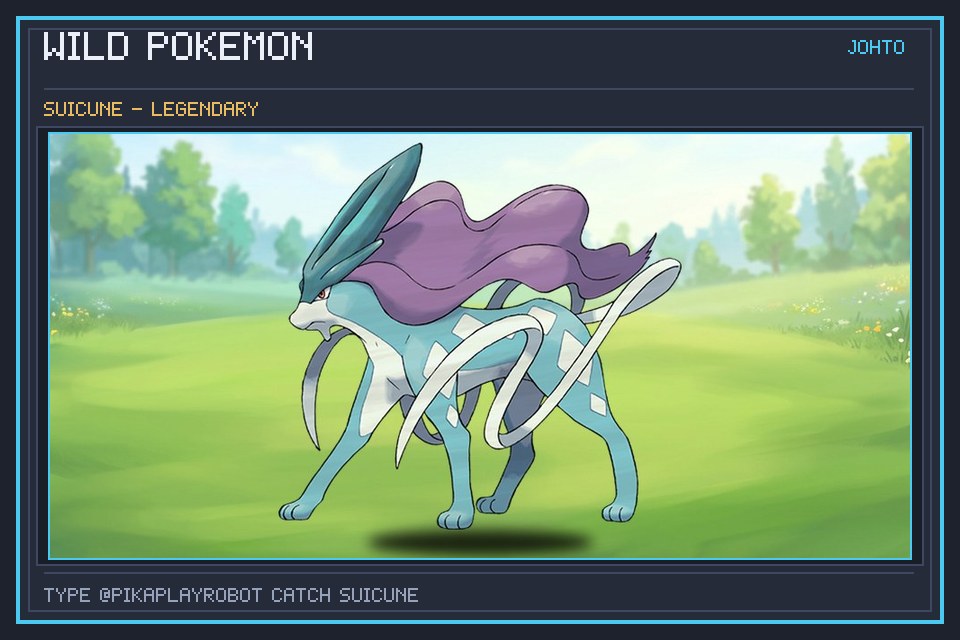 WILD POKEMON
JOHTO
SUICUNE - LEGENDARY
TYPE @PIKAPLAYROBOT CATCH SUICUNE